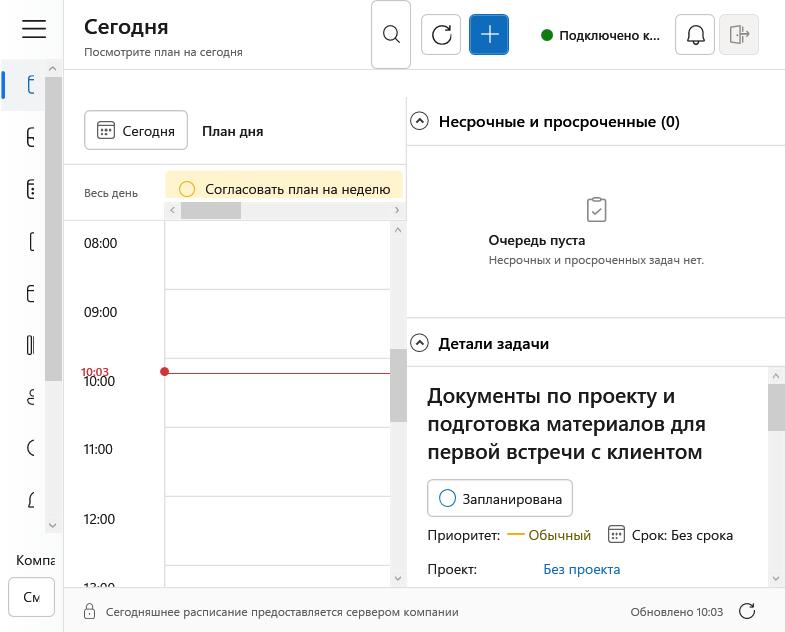 Сегодня
Посмотрите план на сегодня
Подключено к...
Сегодня
План дня
Весь день
Согласовать план на неделю
08:00
09:00
10:03
10:00
11:00
12:00
13:00
Несрочные и просроченные (0)
Очередь пуста
Несрочных и просроченных задач нет.
Детали задачи
Документы по проекту и
подготовка материалов для
первой встречи с клиентом
Запланирована
Приоритет:
Обычный
Срок: Без срока
Проект:
Без проекта
Компа
См
Сегодняшнее расписание предоставляется сервером компании
Обновлено 10:03